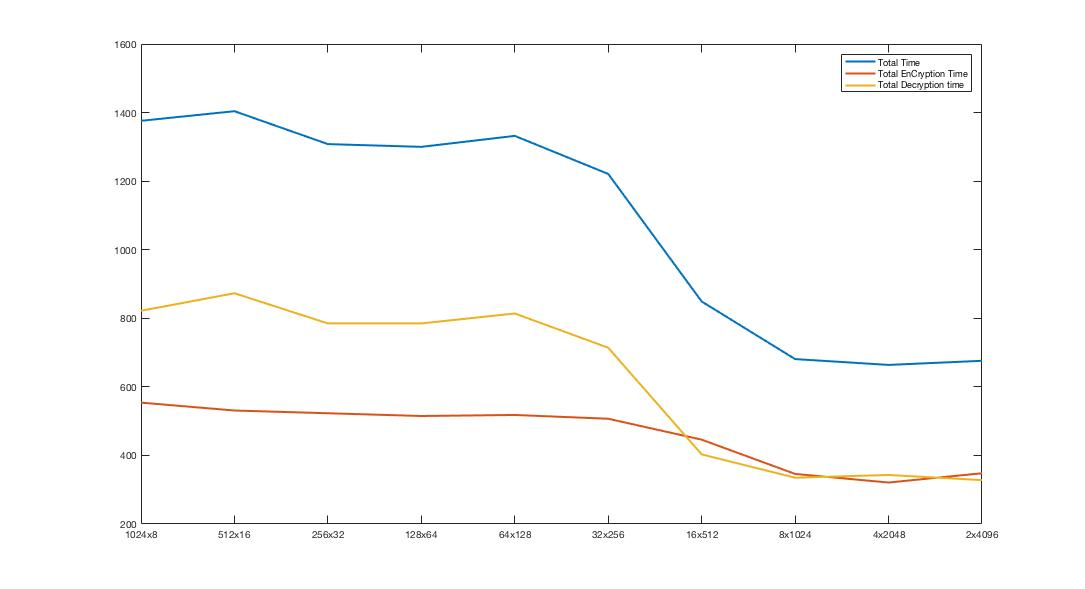 1600
Total Time
Total EnCryption Time
Total Decryption time
1400
1200
1000
800
600
400
200
1024x8 512x16 256x32 128x64 64x128 32x256 16x512 8x1024 4x2048 2x4096